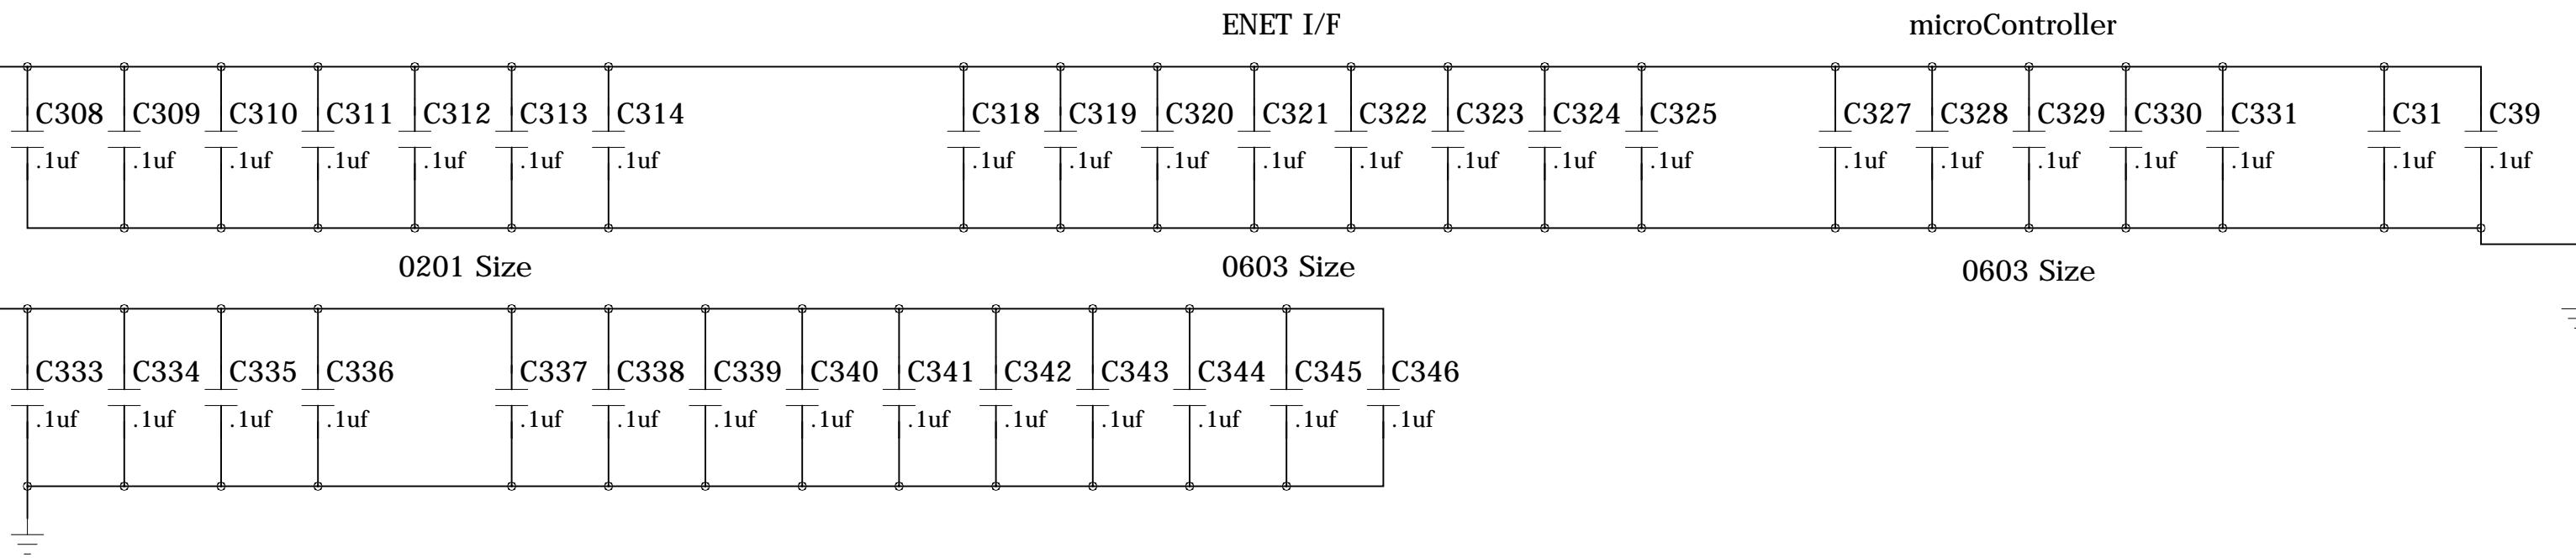 ENET I/F microController
C308 C309 C310 C311 C312 C313 C314 C318 C319 C320 C321 C322 C323 C324 C325 C327 C328 C329 C330 C331 C31 C39
.1uf .1uf .1uf .1uf .1uf .1uf .1uf .1uf .1uf .1uf .1uf .1uf .1uf .1uf .1uf .1uf .1uf .1uf .1uf .1uf .1uf .1uf
0201 Size 0603 Size 0603 Size
C333 C334 C335 C336 C337 C338 C339 C340 C341 C342 C343 C344 C345 C346
.1uf .1uf .1uf .1uf .1uf .1uf .1uf .1uf .1uf .1uf .1uf .1uf .1uf .1uf